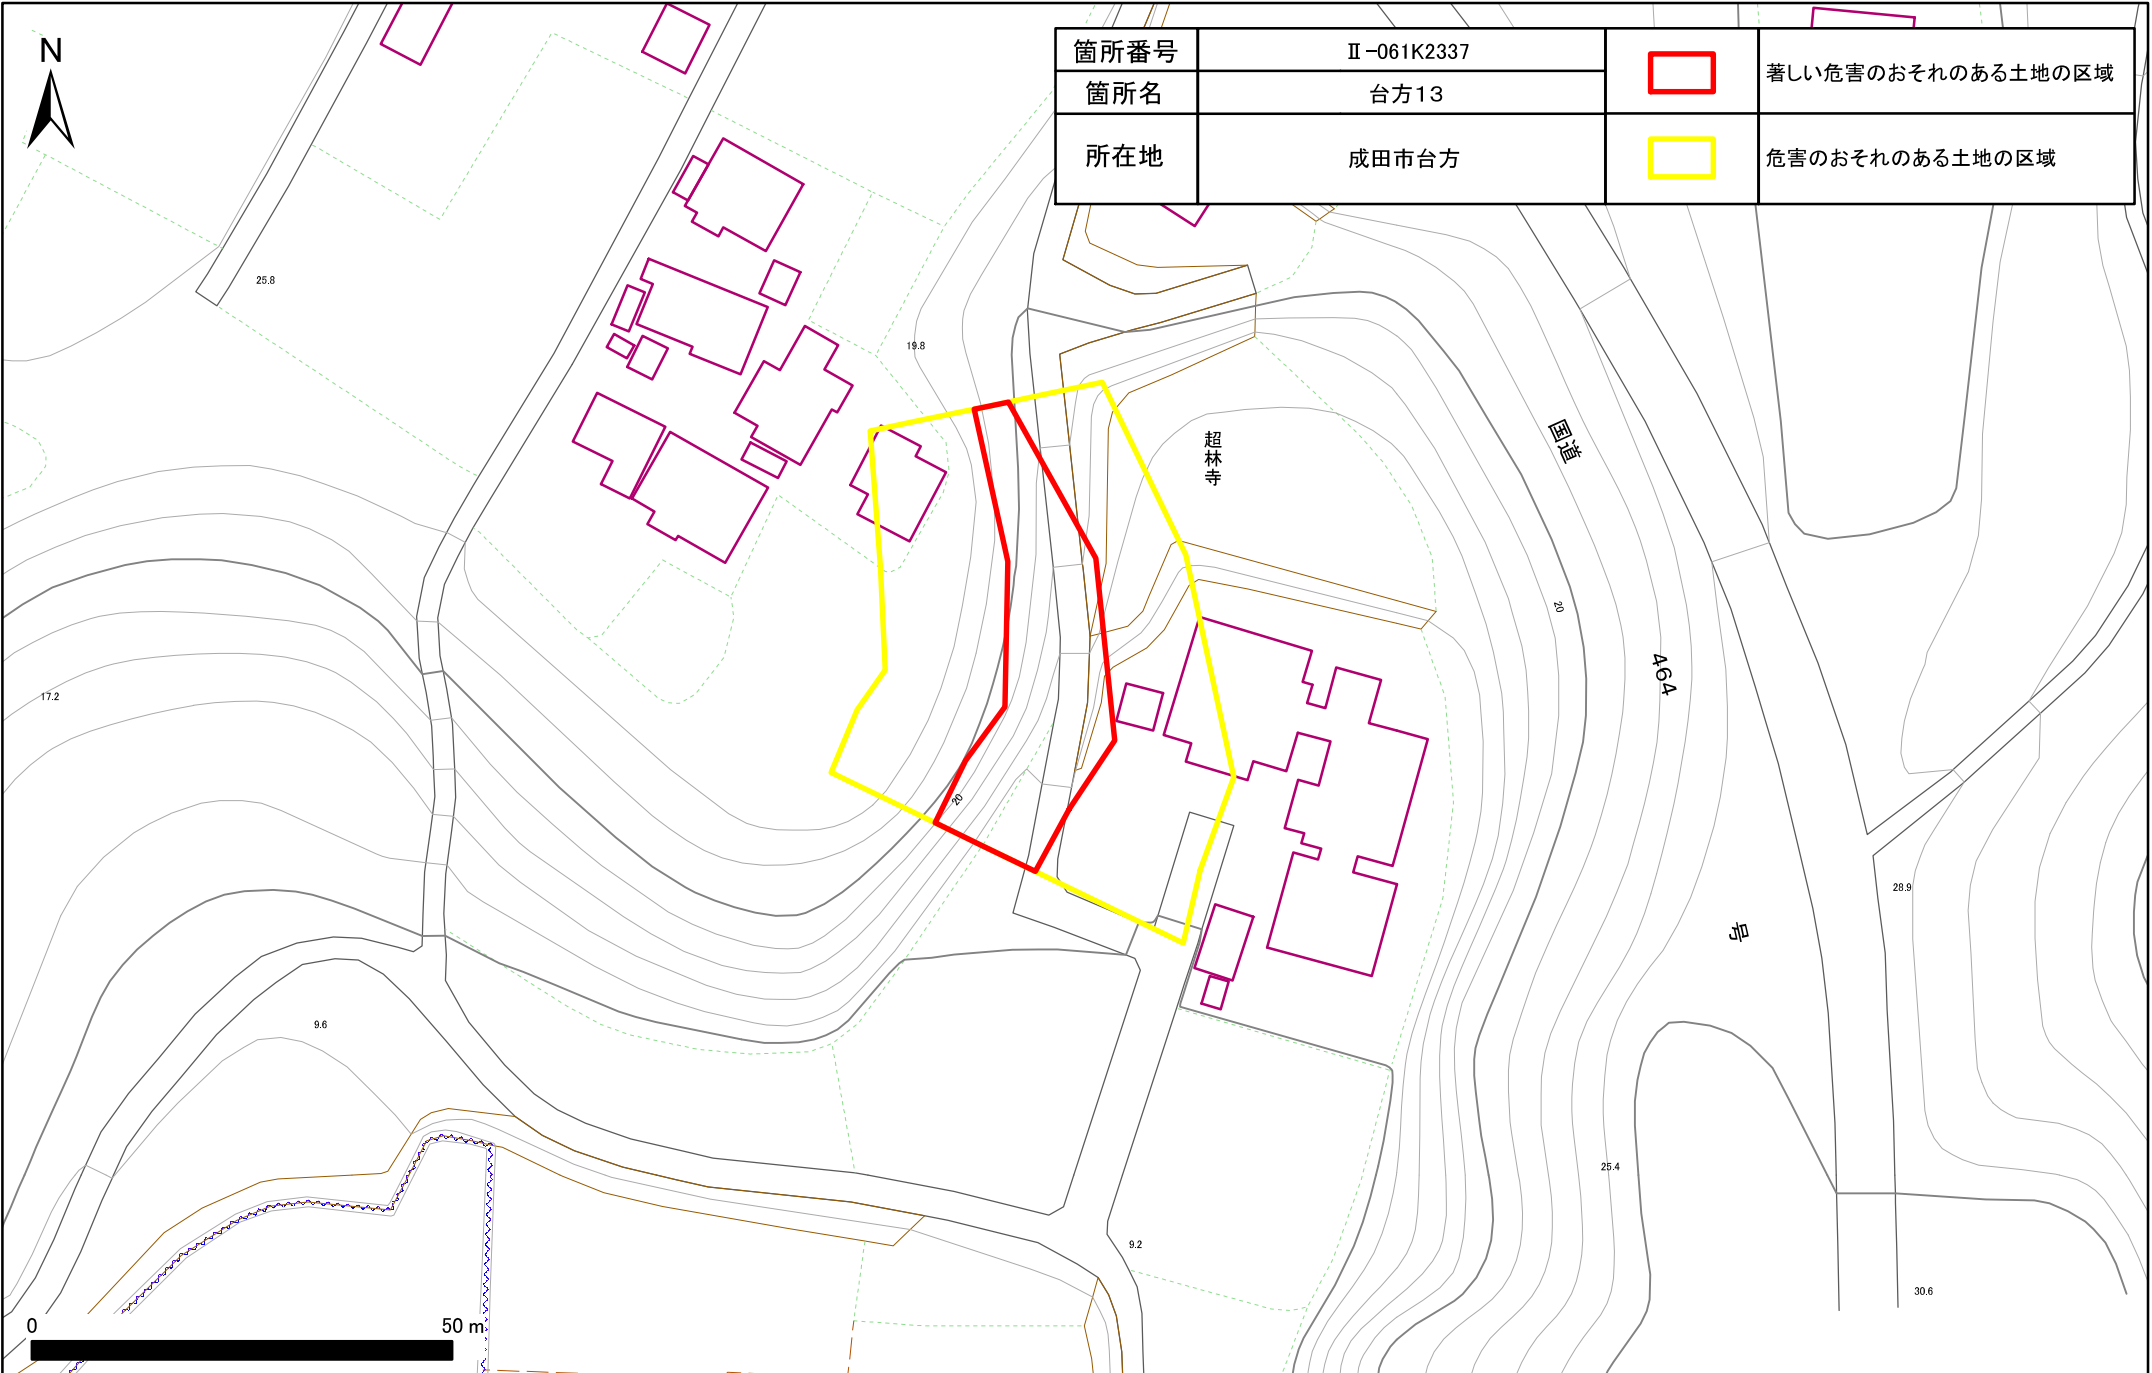 N
箇所番号
Ⅱ-061K2337
著しい危害のおそれのある土地の区域
箇所名
台方13
所在地
成田市台方
危害のおそれのある土地の区域
25.8
19.8
超林寺
国道
20
464
17.2
20
28.9
号
9.6
25.4
9.2
30.6
0
50 m